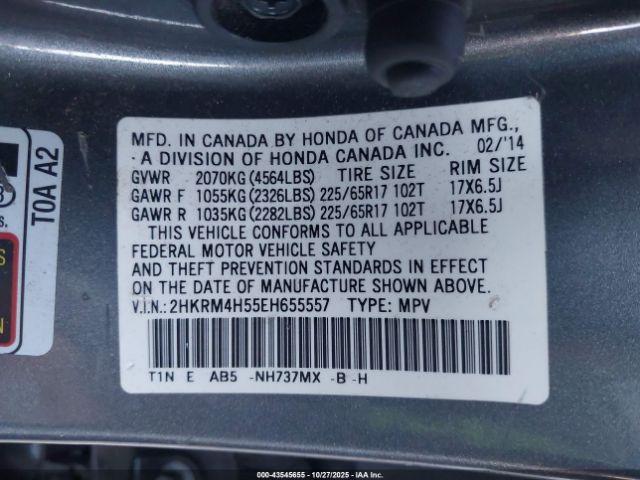 MFD. IN CANADA BY HONDA OF CANADA MFG.,
A DIVISION OF HONDA CANADA INC. 02/'14
GVWR 2070KG (4564LBS) TIRE SIZE RIM SIZE
GAWR F 1055KG (2326LBS) 225/65R17 102T 17X6.5J
GAWR R 1035KG (2282LBS) 225/65R17 102T 17X6.5J
THIS VEHICLE CONFORMS TO ALL APPLICABLE
FEDERAL MOTOR VEHICLE SAFETY
AND THEFT PREVENTION STANDARDS IN EFFECT
ON THE DATE OF MANUFACTURE SHOWN ABOVE.
V.I.N.: 2HKRM4H55EH655557 TYPE: MPV
T1N E AB5 -NH737MX -B -H
T0A A2
000-43545655 - 10/27/2025 - IAA Inc.